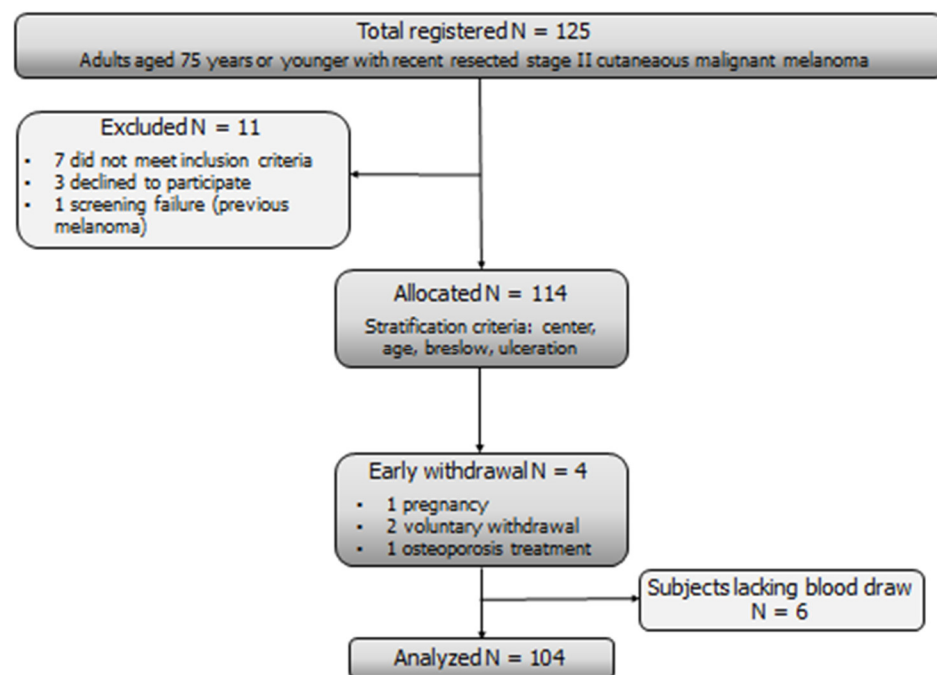 Total registered N = 125
Adults aged 75 years or younger with recent resected stage II cutaneaous malignant melanoma
Excluded N = 11
• 7 did not meet inclusion criteria
• 3 declined to participate
• 1 screening failure (previous
melanoma)
Allocated N = 114
Stratification criteria: center,
age, breslow, ulceration
Early withdrawal N = 4
• 1 pregnancy
• 2 voluntary withdrawal
• 1 osteoporosis treatment
Subjects lacking blood draw
N = 6
Analyzed N = 104